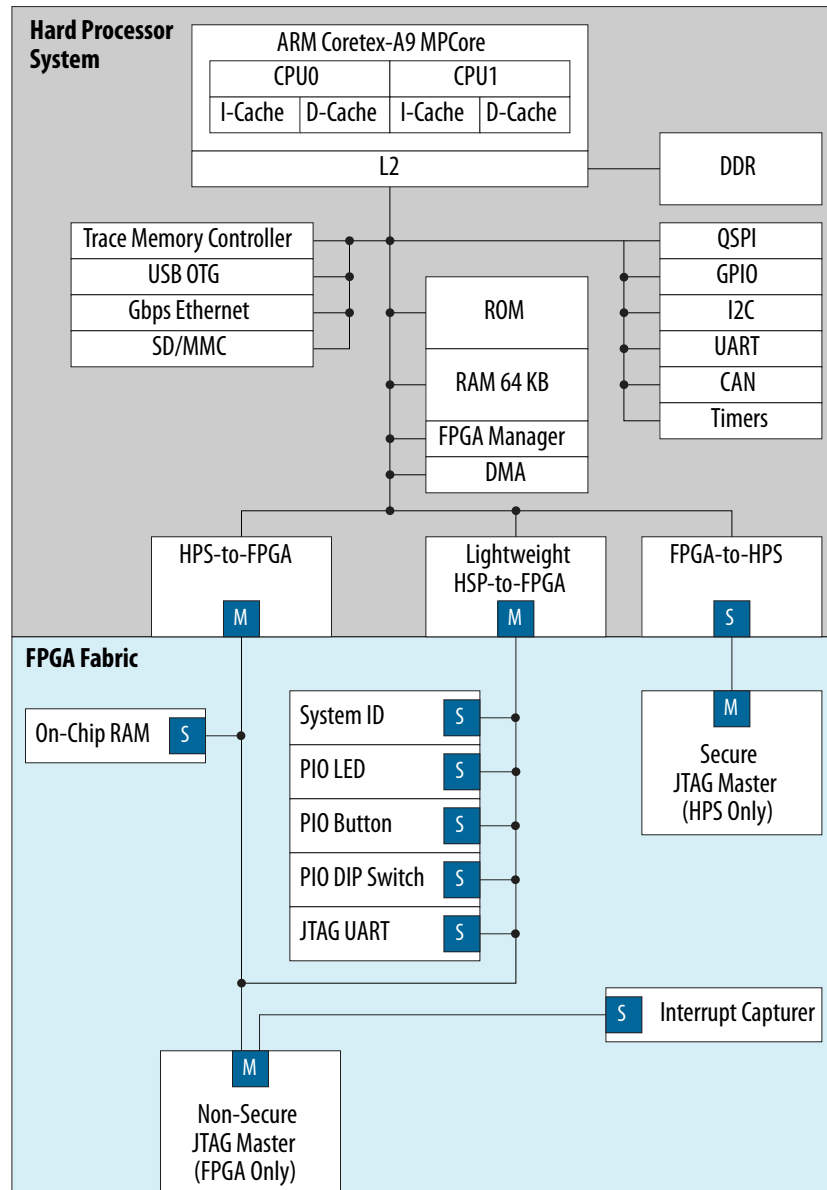 Hard Processor
System
ARM Coretex-A9 MPCore
CPU0 CPU1
I-Cache D-Cache I-Cache D-Cache
L2
DDR
Trace Memory Controller
USB OTG
Gbps Ethernet
SD/MMC
ROM
RAM 64 KB
FPGA Manager
DMA
QSPI
GPIO
I2C
UART
CAN
Timers
HPS-to-FPGA
M
Lightweight
HSP-to-FPGA
M
FPGA-to-HPS
S
FPGA Fabric
On-Chip RAM S
System ID S
PIO LED S
PIO Button S
PIO DIP Switch S
JTAG UART S
M
Secure
JTAG Master
(HPS Only)
S Interrupt Capturer
M
Non-Secure
JTAG Master
(FPGA Only)